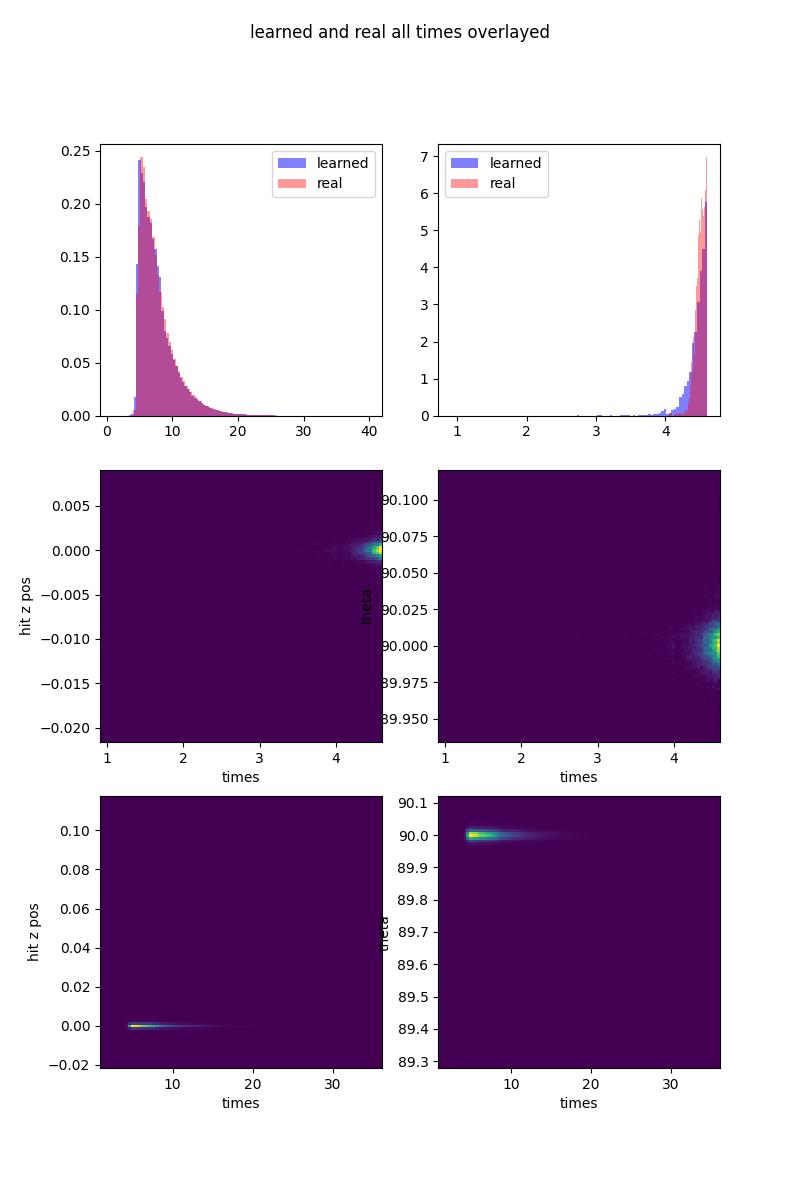 learned and real all times overlayed
0.25
0.20
0.15
0.10
0.05
0.00
0 10 20 30 40
learned
real
7
6
5
4
3
2
1
0
1 2 3 4
learned
real
hit z pos
0.005
0.000
−0.005
−0.010
−0.015
−0.020
1 2 3 4
times
theta
90.100
90.075
90.050
90.025
90.000
89.975
89.950
1 2 3 4
times
hit z pos
0.10
0.08
0.06
0.04
0.02
0.00
−0.02
10 20 30
times
theta
90.1
90.0
89.9
89.8
89.7
89.6
89.5
89.4
89.3
10 20 30
times